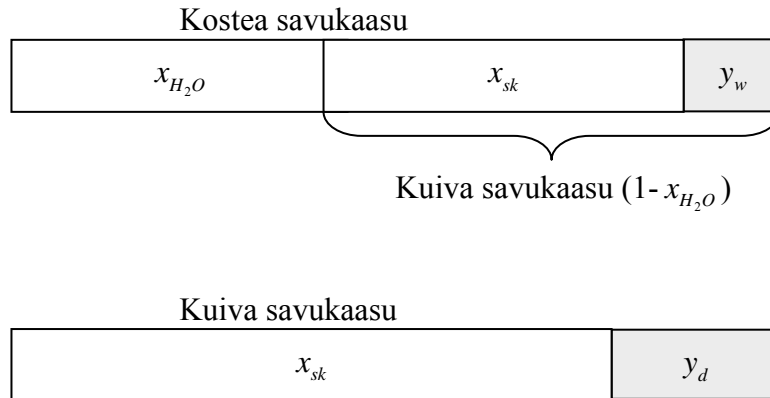 Kostea savukaasu
x_{H_2O} x_{sk} y_w
Kuiva savukaasu (1- x_{H_2O})
Kuiva savukaasu
x_{sk} y_d